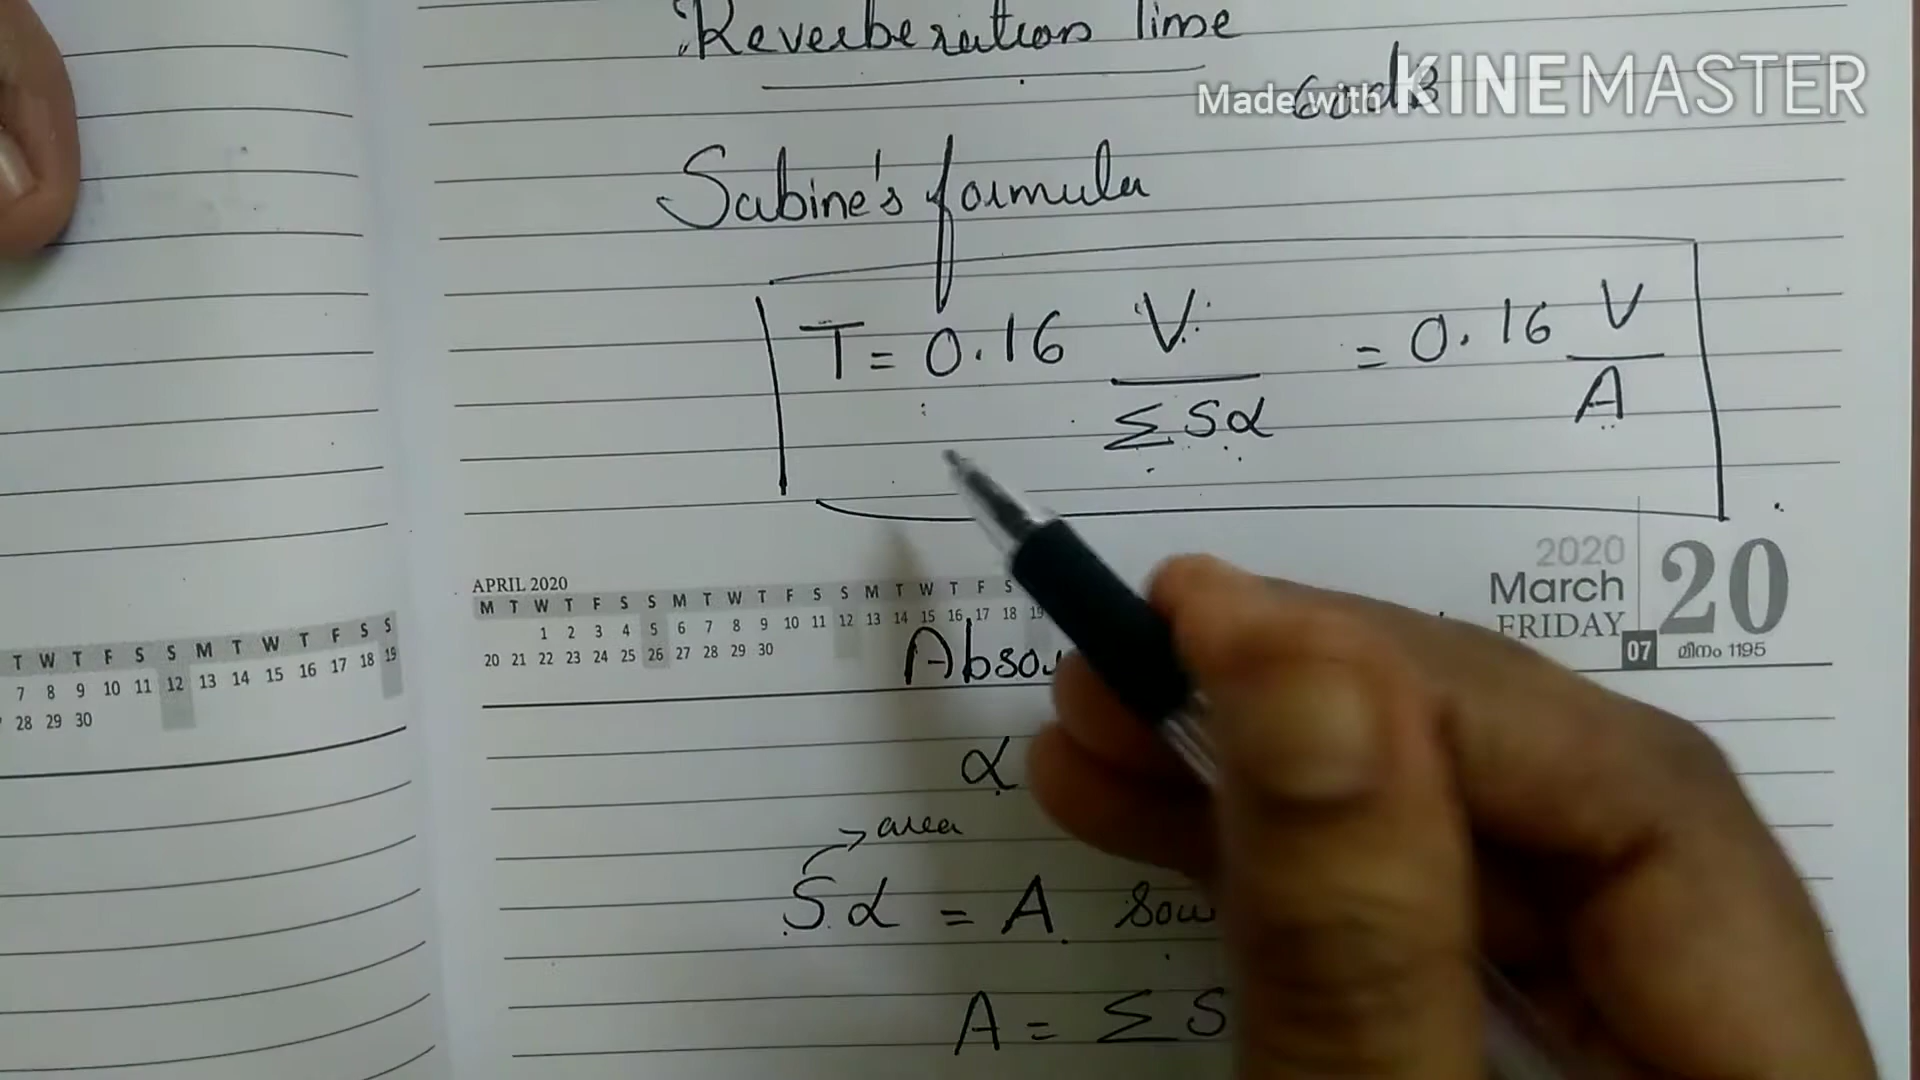 Reverberation time
Made with KINEMASTER
60dB
Sabine's formula
T = 0.16 V / ΣSα = 0.16 V / A
APRIL 2020
M T W T F S S M T W T F S S M T W T F S
1 2 3 4 5 6 7 8 9 10 11 12 13 14 15 16 17 18 19
20 21 22 23 24 25 26 27 28 29 30
2020
March
FRIDAY
20
07
മീനം 1195
T W T F S S M T W T F S S
7 8 9 10 11 12 13 14 15 16 17 18 19
28 29 30
α
area
Sα = A
A = Σ S